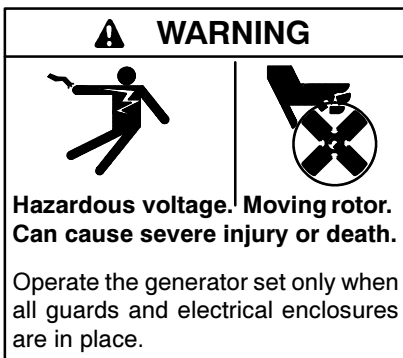 WARNING
Hazardous voltage. Moving rotor.
Can cause severe injury or death.
Operate the generator set only when
all guards and electrical enclosures
are in place.